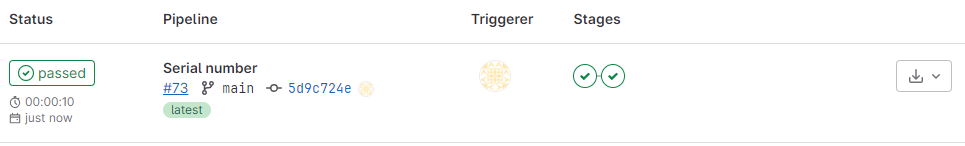 Status Pipeline Triggerer Stages
passed
Serial number
#73 main 5d9c724e
latest
00:00:10
just now